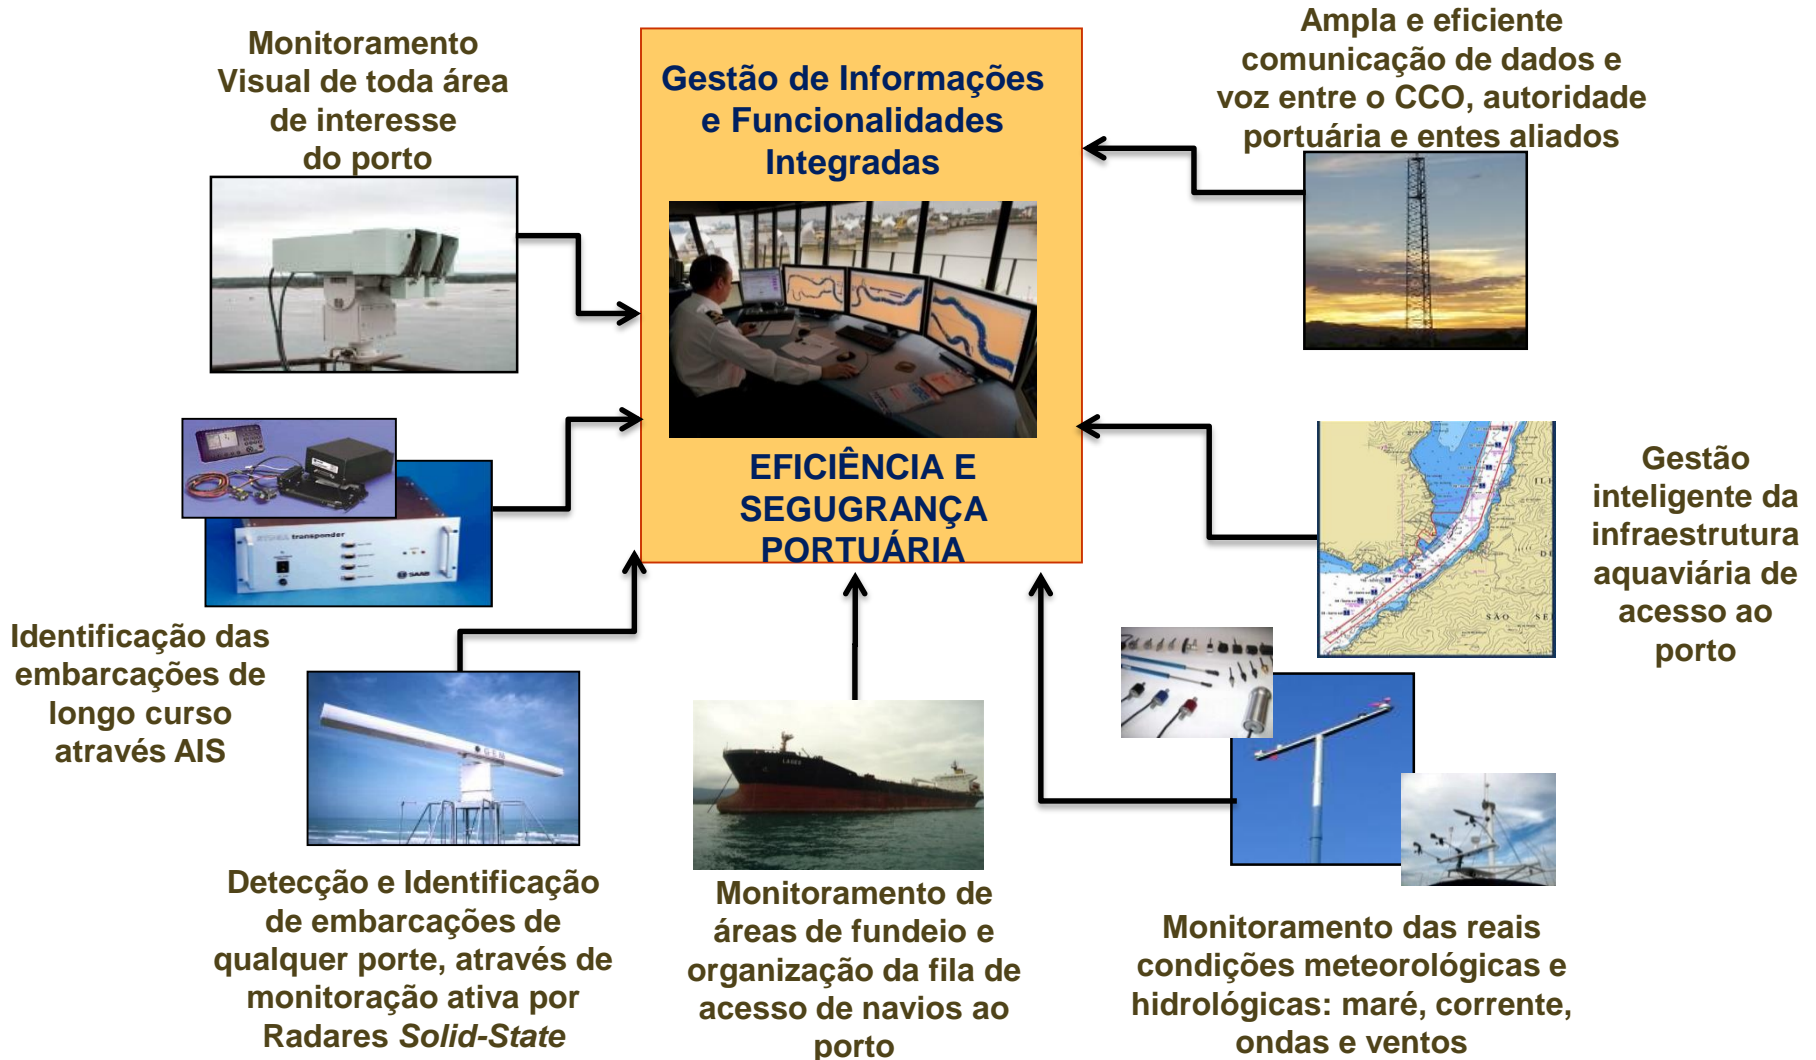 Monitoramento
Visual de toda área
de interesse
do porto
Gestão de Informações
e Funcionalidades
Integradas
EFICIÊNCIA E
SEGUGRANÇA
PORTUÁRIA
Ampla e eficiente
comunicação de dados e
voz entre o CCO, autoridade
portuária e entes aliados
Gestão
inteligente da
infraestrutura
aquaviária de
acesso ao
porto
transponder
SAAB
Identificação das
embarcações de
longo curso
através AIS
GEM
Detecção e Identificação
de embarcações de
qualquer porte, através de
monitoração ativa por
Radares Solid-State
Monitoramento de
áreas de fundeio e
organização da fila de
acesso de navios ao
porto
SÃO
Monitoramento das reais
condições meteorológicas e
hidrológicas: maré, corrente,
ondas e ventos